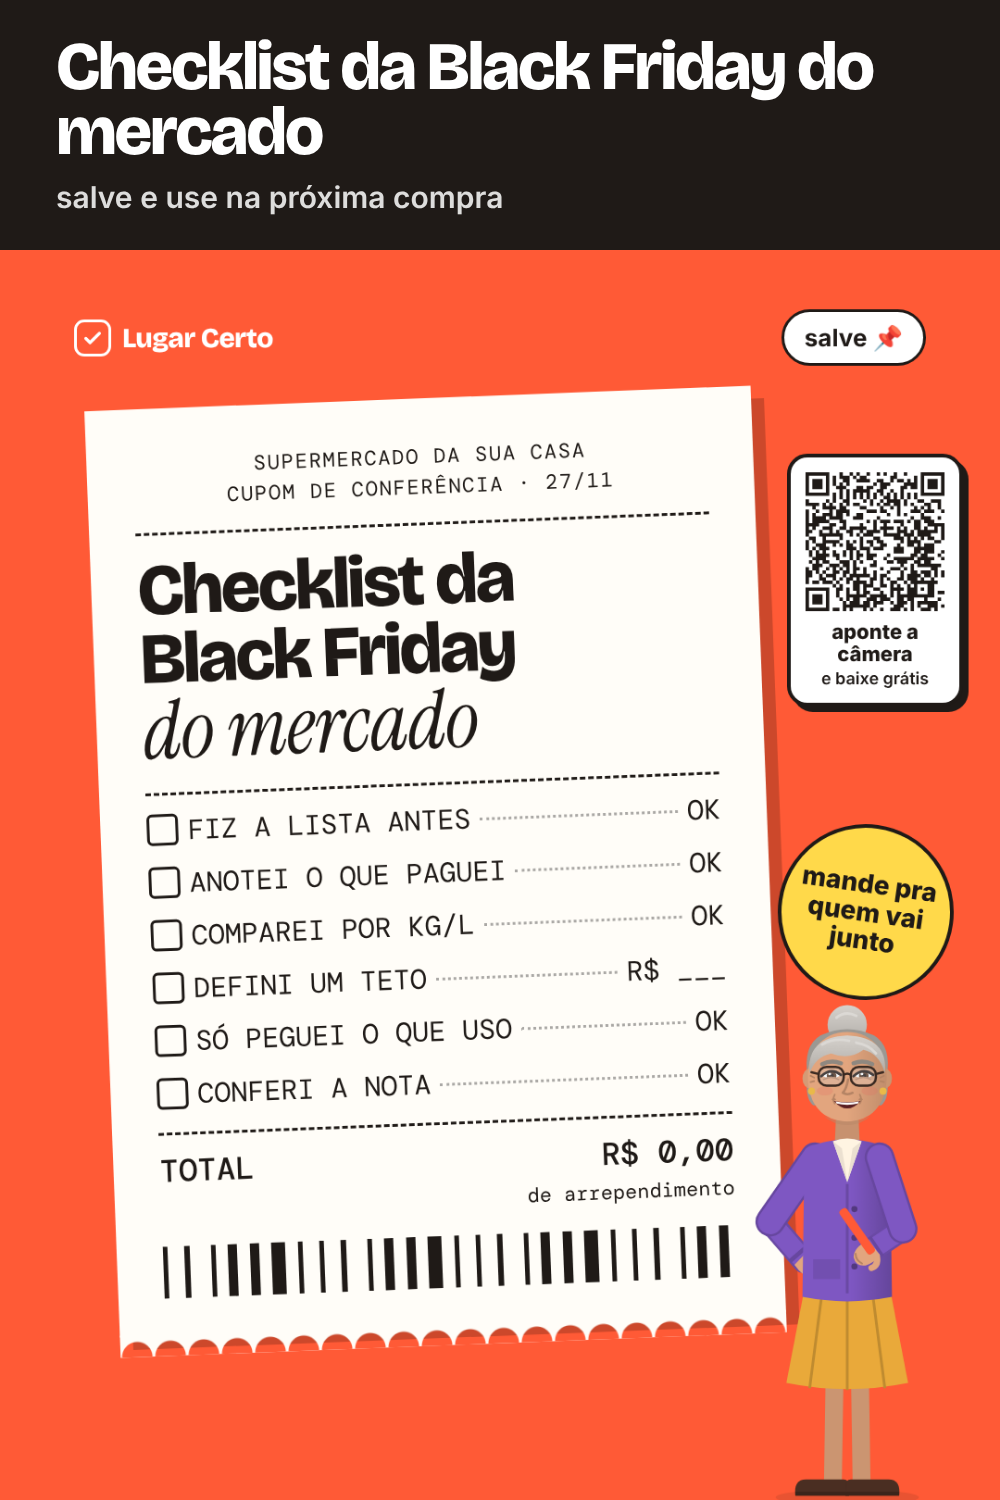 Checklist da Black Friday do
mercado
salve e use na próxima compra
Lugar Certo
salve 📌
SUPERMERCADO DA SUA CASA
CUPOM DE CONFERÊNCIA · 27/11
Checklist da
Black Friday
do mercado
FIZ A LISTA ANTES OK
ANOTEI O QUE PAGUEI OK
COMPAREI POR KG/L OK
DEFINI UM TETO R$ ___
SÓ PEGUEI O QUE USO OK
CONFERI A NOTA OK
TOTAL R$ 0,00
de arrependimento
aponte a
câmera
e baixe grátis
mande pra
quem vai
junto